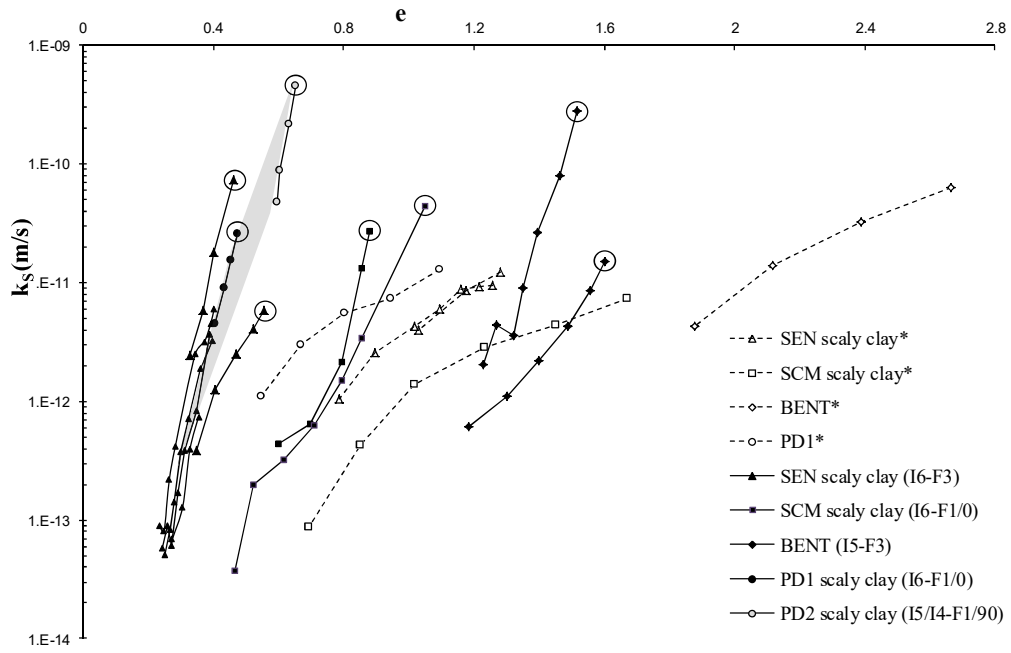 e
0 0.4 0.8 1.2 1.6 2 2.4 2.8
1.E-09
1.E-10
1.E-11
1.E-12
1.E-13
1.E-14
kS(m/s)
SEN scaly clay*
SCM scaly clay*
BENT*
PD1*
SEN scaly clay (I6-F3)
SCM scaly clay (I6-F1/0)
BENT (I5-F3)
PD1 scaly clay (I6-F1/0)
PD2 scaly clay (I5/I4-F1/90)